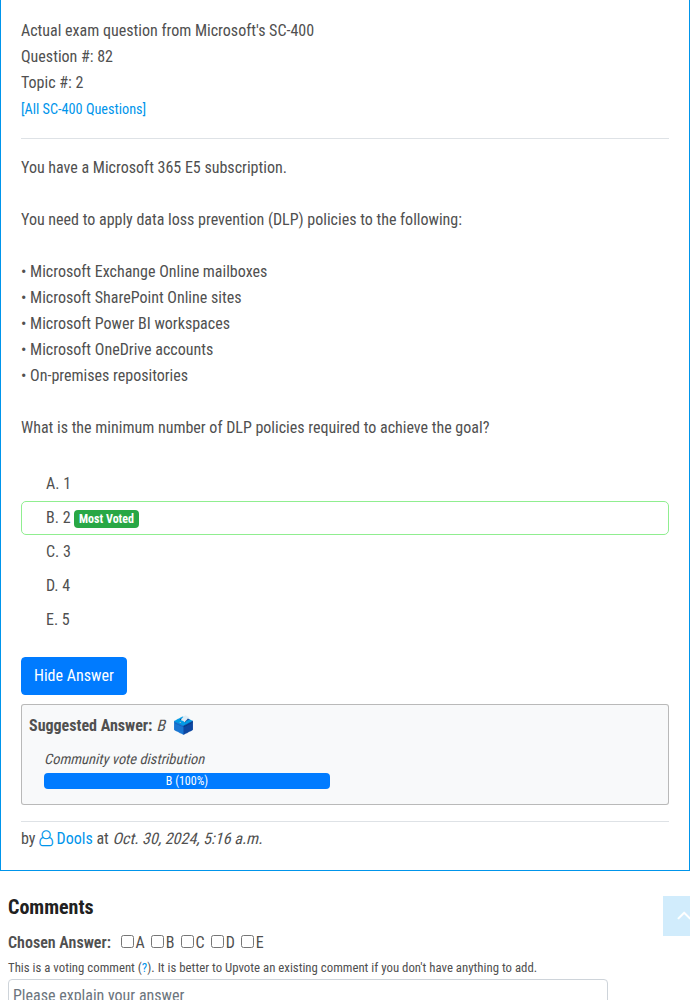 Actual exam question from Microsoft's SC-400
Question #: 82
Topic #: 2
[All SC-400 Questions]
You have a Microsoft 365 E5 subscription.
You need to apply data loss prevention (DLP) policies to the following:
• Microsoft Exchange Online mailboxes
• Microsoft SharePoint Online sites
• Microsoft Power BI workspaces
• Microsoft OneDrive accounts
• On-premises repositories
What is the minimum number of DLP policies required to achieve the goal?
A. 1
B. 2 Most Voted
C. 3
D. 4
E. 5
Hide Answer
Suggested Answer: B
Community vote distribution
B (100%)
by Dools at Oct. 30, 2024, 5:16 a.m.
Comments
Chosen Answer: A B C D E
This is a voting comment (?). It is better to Upvote an existing comment if you don't have anything to add.
Please explain your answer